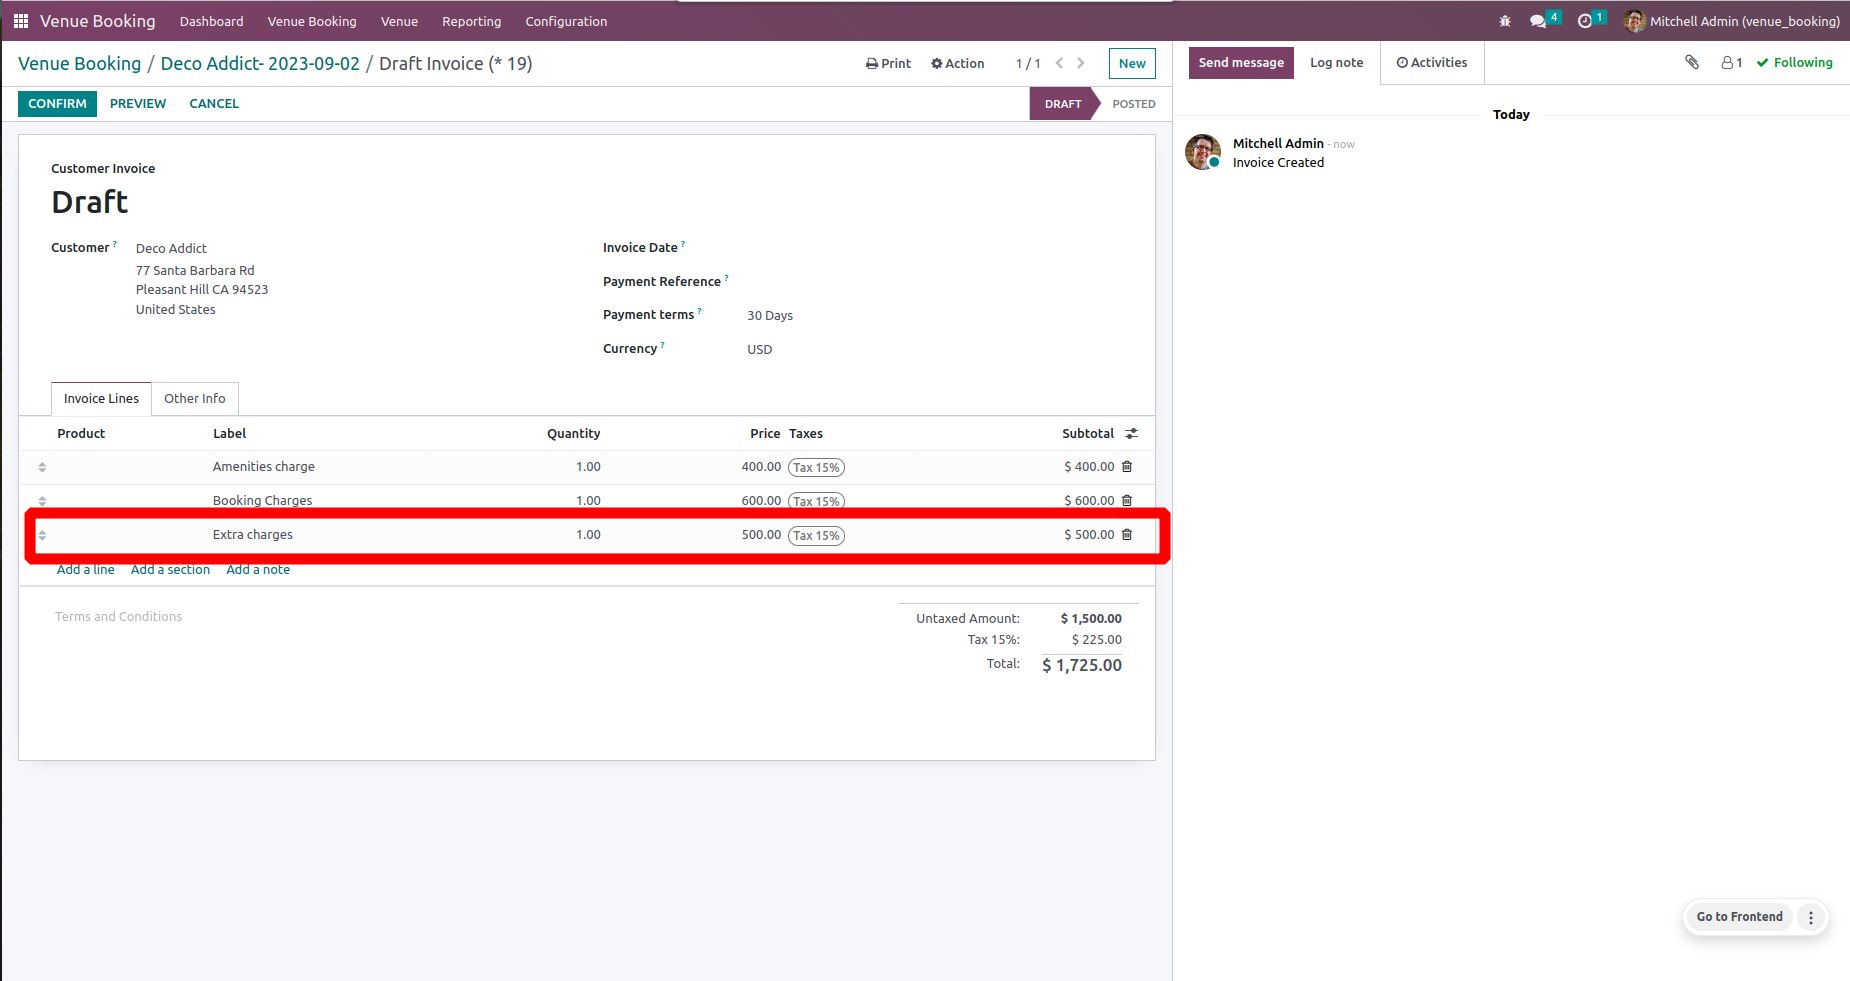 Venue Booking Dashboard Venue Booking Venue Reporting Configuration 4 1 Mitchell Admin (venue_booking)
Venue Booking / Deco Addict- 2023-09-02 / Draft Invoice (* 19) Print Action 1 / 1 New
CONFIRM PREVIEW CANCEL DRAFT POSTED
Customer Invoice
Draft
Customer ? Deco Addict
77 Santa Barbara Rd
Pleasant Hill CA 94523
United States
Invoice Date ?
Payment Reference ?
Payment terms ? 30 Days
Currency ? USD
Invoice Lines Other Info
Product Label Quantity Price Taxes Subtotal
Amenities charge 1.00 400.00 Tax 15% $ 400.00
Booking Charges 1.00 600.00 Tax 15% $ 600.00
Extra charges 1.00 500.00 Tax 15% $ 500.00
Add a line Add a section Add a note
Terms and Conditions
Untaxed Amount: $ 1,500.00
Tax 15%: $ 225.00
Total: $ 1,725.00
Send message Log note Activities 1 Following
Today
Mitchell Admin - now
Invoice Created
Go to Frontend